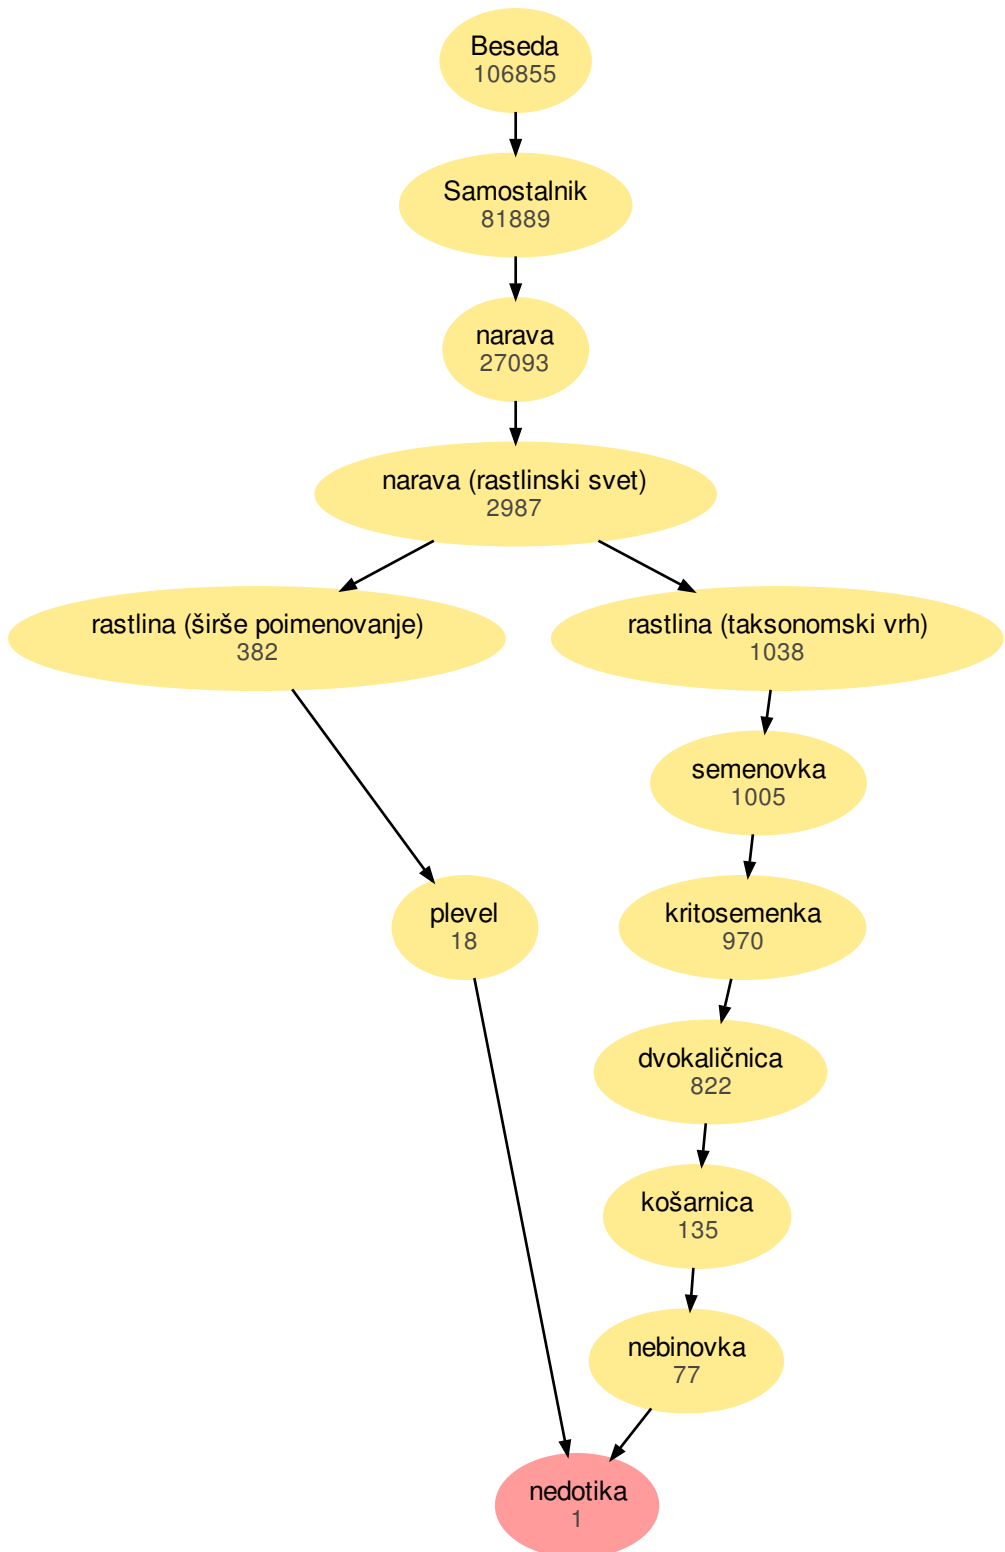 Beseda
106855
Samostalnik
81889
narava
27093
narava (rastlinski svet)
2987
rastlina (širše poimenovanje)
382
rastlina (taksonomski vrh)
1038
semenovka
1005
plevel
18
kritosemenka
970
dvokaličnica
822
košarnica
135
nebinovka
77
nedotika
1